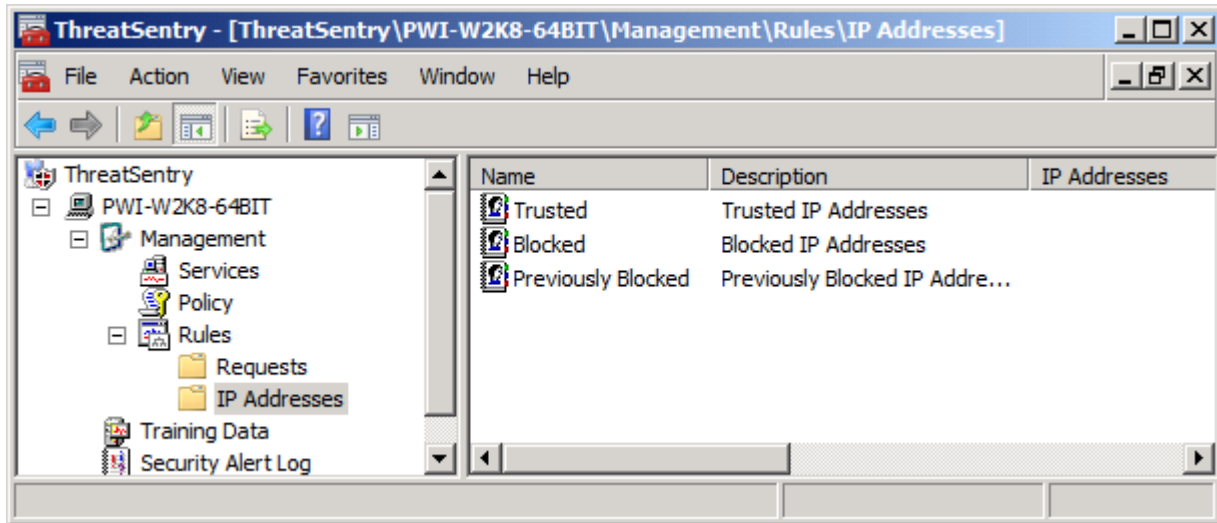 ThreatSentry - [ThreatSentry\PWI-W2K8-64BIT\Management\Rules\IP Addresses]
File Action View Favorites Window Help
ThreatSentry
PWI-W2K8-64BIT
Management
Services
Policy
Rules
Requests
IP Addresses
Training Data
Security Alert Log
Name Description IP Addresses
Trusted Trusted IP Addresses
Blocked Blocked IP Addresses
Previously Blocked Previously Blocked IP Addre...